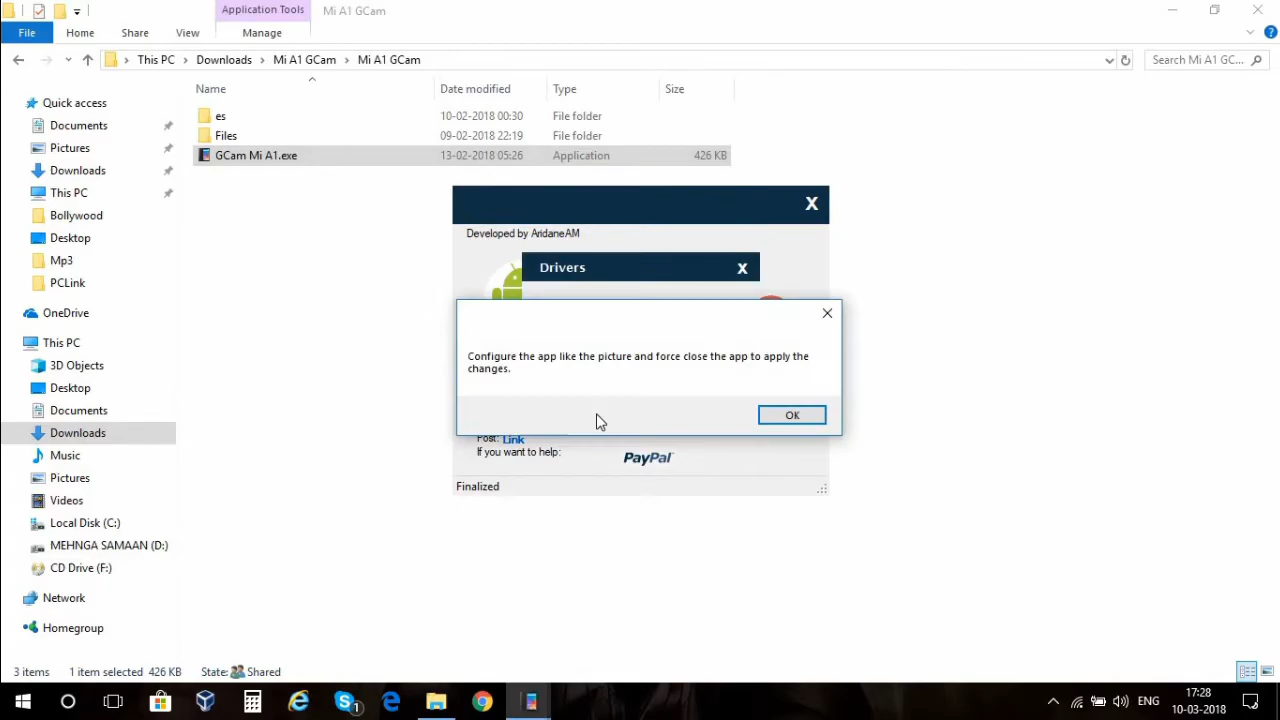 Application Tools
Mi A1 GCam
File
Home
Share
View
Manage
This PC
Downloads
Mi A1 GCam
Mi A1 GCam
Search Mi A1 GC...
Name
Date modified
Type
Size
es
10-02-2018 00:30
File folder
Files
09-02-2018 22:19
File folder
GCam Mi A1.exe
13-02-2018 05:26
Application
426 KB
Quick access
Documents
Pictures
Downloads
This PC
Bollywood
Desktop
Mp3
PCLink
OneDrive
This PC
3D Objects
Desktop
Documents
Downloads
Music
Pictures
Videos
Local Disk (C:)
MEHNGA SAMAAN (D:)
CD Drive (F:)
Network
Homegroup
X
Developed by AridaneAM
Drivers
X
Configure the app like the picture and force close the app to apply the
changes.
OK
Post: Link
If you want to help:
PayPal
Finalized
3 items
1 item selected 426 KB
State: Shared
1
ENG
17:28
10-03-2018